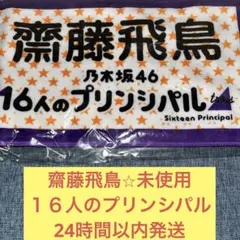 齋藤飛鳥
乃木坂46
16人のプリンシパル trois
Sixteen Principal
齋藤飛鳥☆未使用
１６人のプリンシパル
24時間以内発送